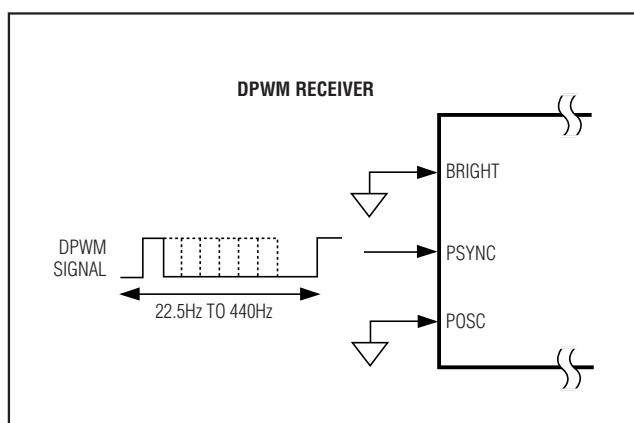 DPWM RECEIVER
BRIGHT
DPWM
SIGNAL
PSYNC
22.5Hz TO 440Hz
POSC